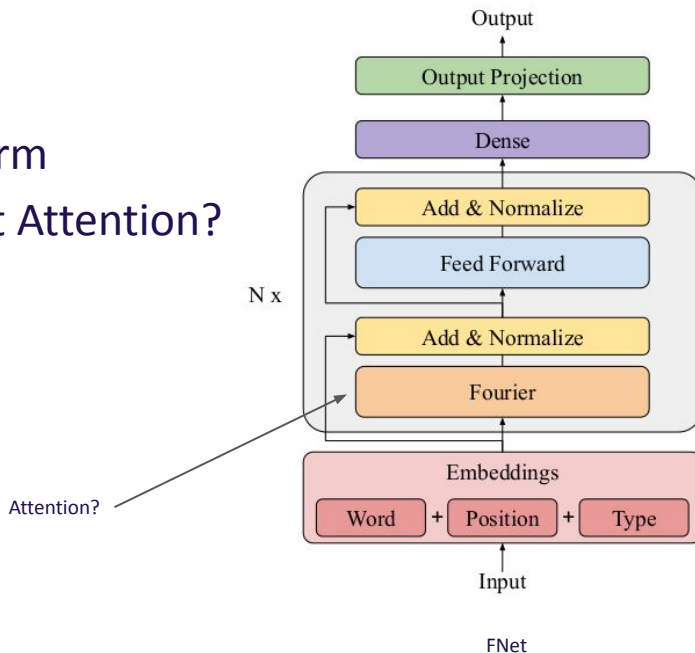 Output
Output Projection
rm
Dense
t Attention?
Add & Normalize
Feed Forward
N x
Add & Normalize
Fourier
Embeddings
Attention?
Word + Position + Type
Input
FNet